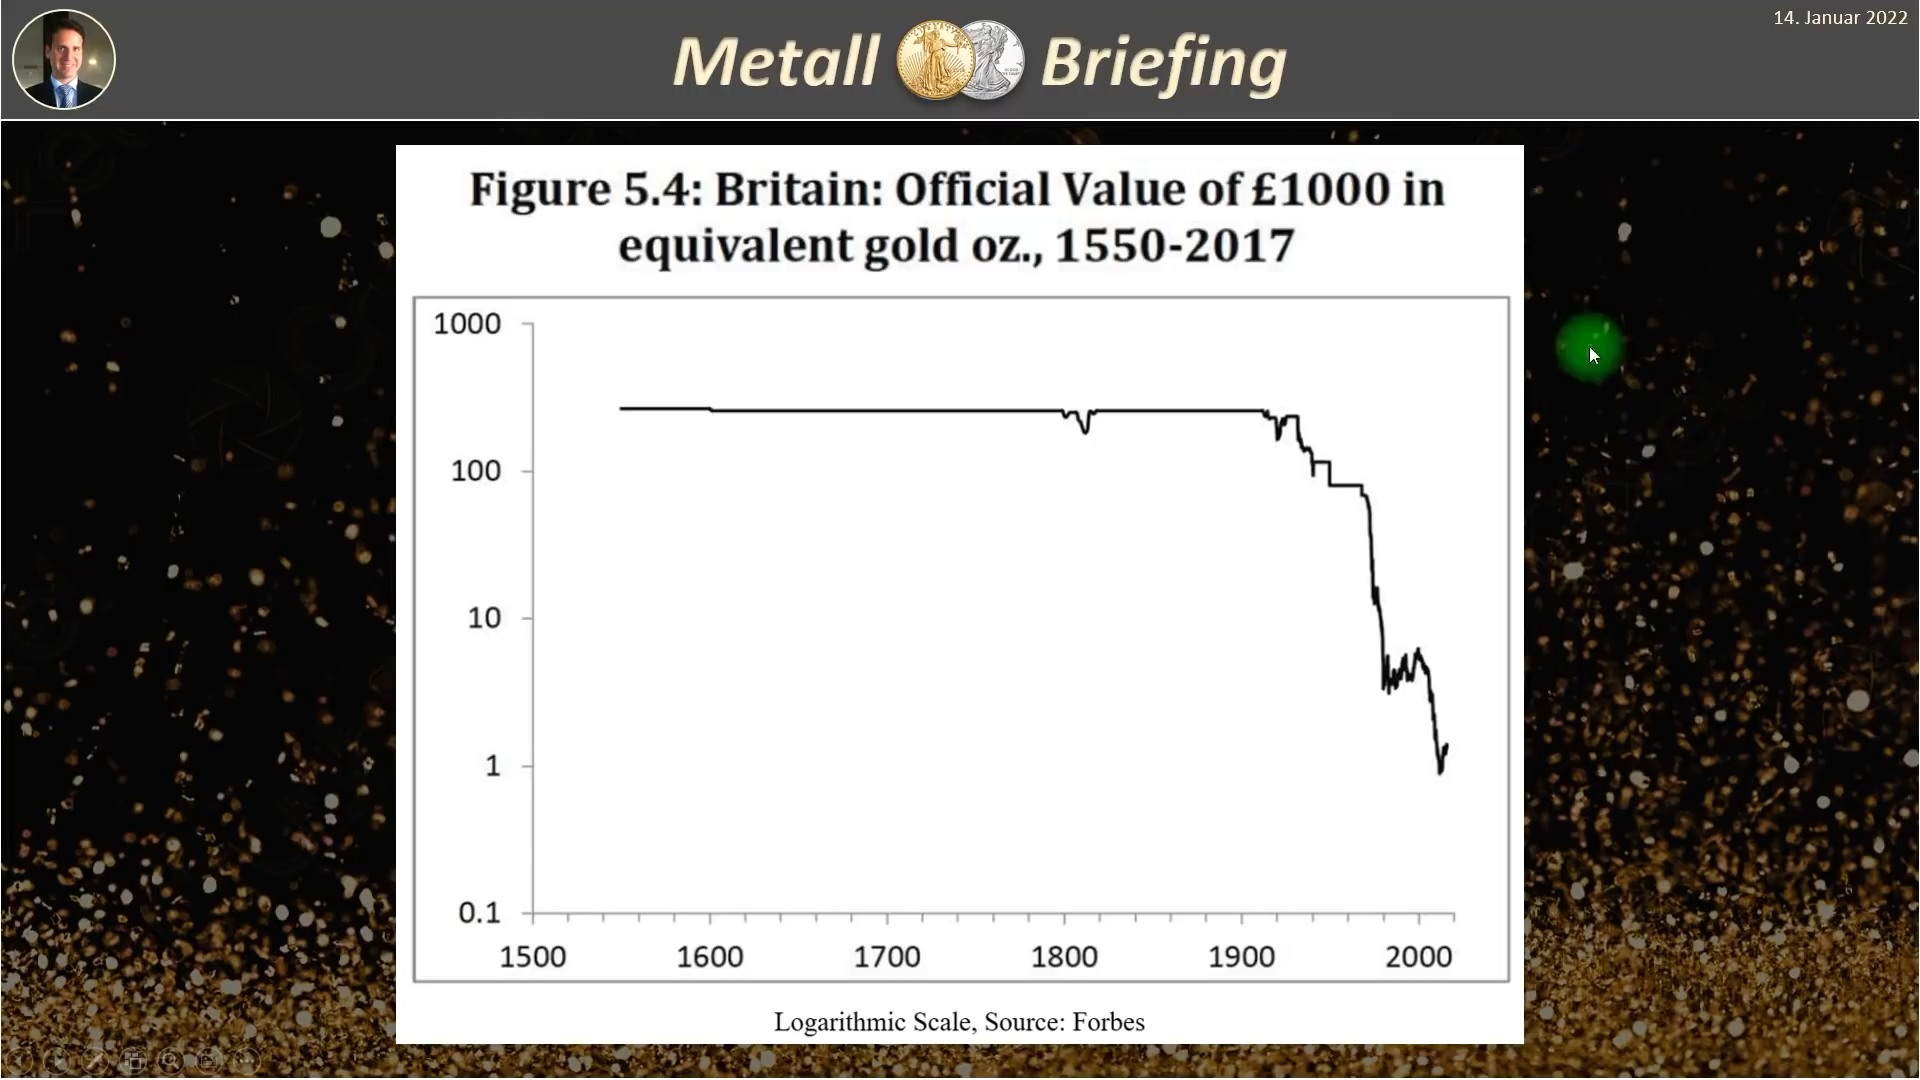 14. Januar 2022
Metall Briefing
Figure 5.4: Britain: Official Value of £1000 in
equivalent gold oz., 1550-2017
1000
100
10
1
0.1
1500 1600 1700 1800 1900 2000
Logarithmic Scale, Source: Forbes